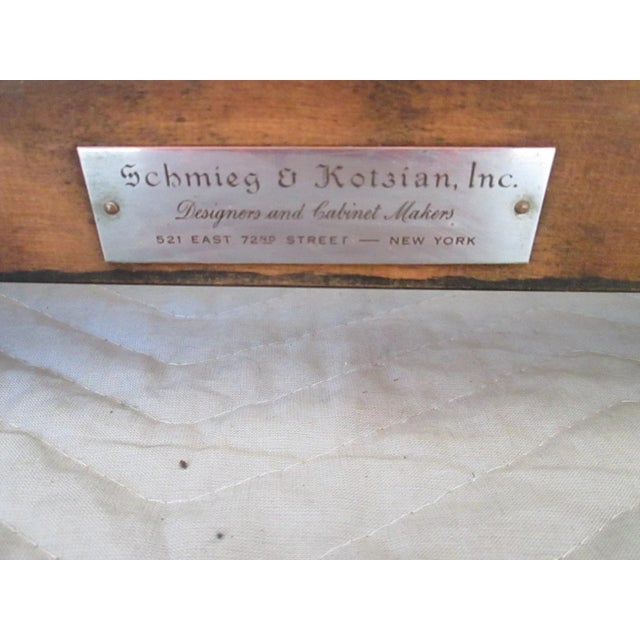 Schmieg & Kotzian, Inc.
Designers and Cabinet Makers
521 EAST 72ND STREET — NEW YORK